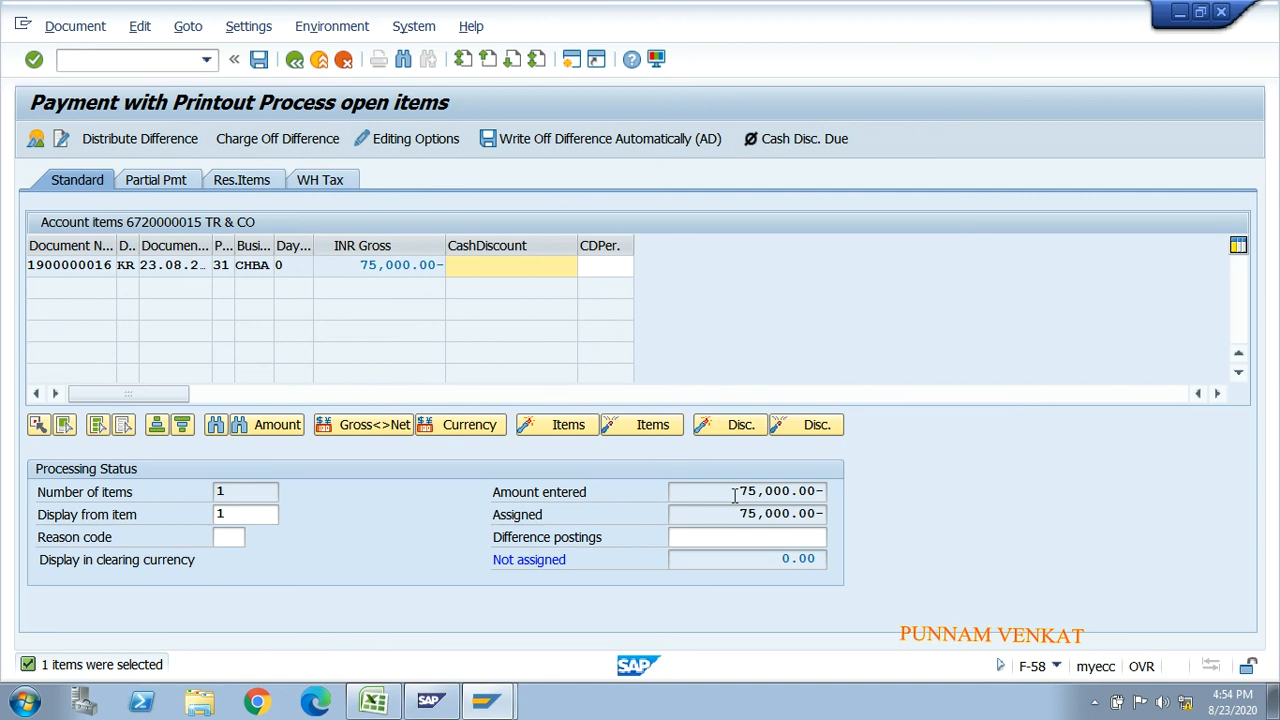 Document Edit Goto Settings Environment System Help
Payment with Printout Process open items
Distribute Difference Charge Off Difference Editing Options Write Off Difference Automatically (AD) Cash Disc. Due
Standard Partial Pmt Res.Items WH Tax
Account items 6720000015 TR & CO
Document N... D.. Documen... P... Busi... Day... INR Gross CashDiscount CDPer.
1900000016 KR 23.08.2… 31 CHBA 0 75,000.00-
Amount Gross<>Net Currency Items Items Disc. Disc.
Processing Status
Number of items 1 Amount entered 75,000.00-
Display from item 1 Assigned 75,000.00-
Reason code Difference postings
Display in clearing currency Not assigned 0.00
PUNNAM VENKAT
1 items were selected SAP F-58 myecc OVR
SAP
4:54 PM
8/23/2020